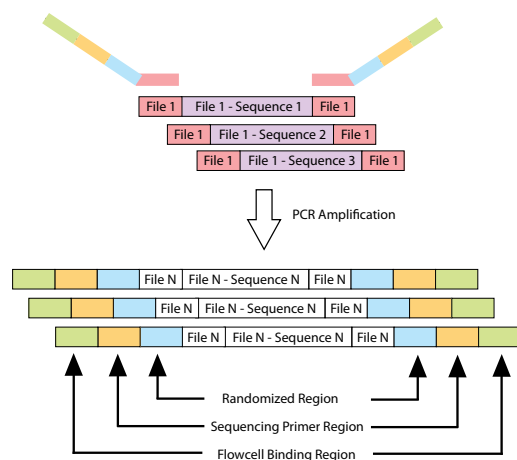 File 1 File 1 - Sequence 1 File 1
File 1 File 1 - Sequence 2 File 1
File 1 File 1 - Sequence 3 File 1
PCR Amplification
File N File N - Sequence N File N
File N File N - Sequence N File N
File N File N - Sequence N File N
Randomized Region
Sequencing Primer Region
Flowcell Binding Region